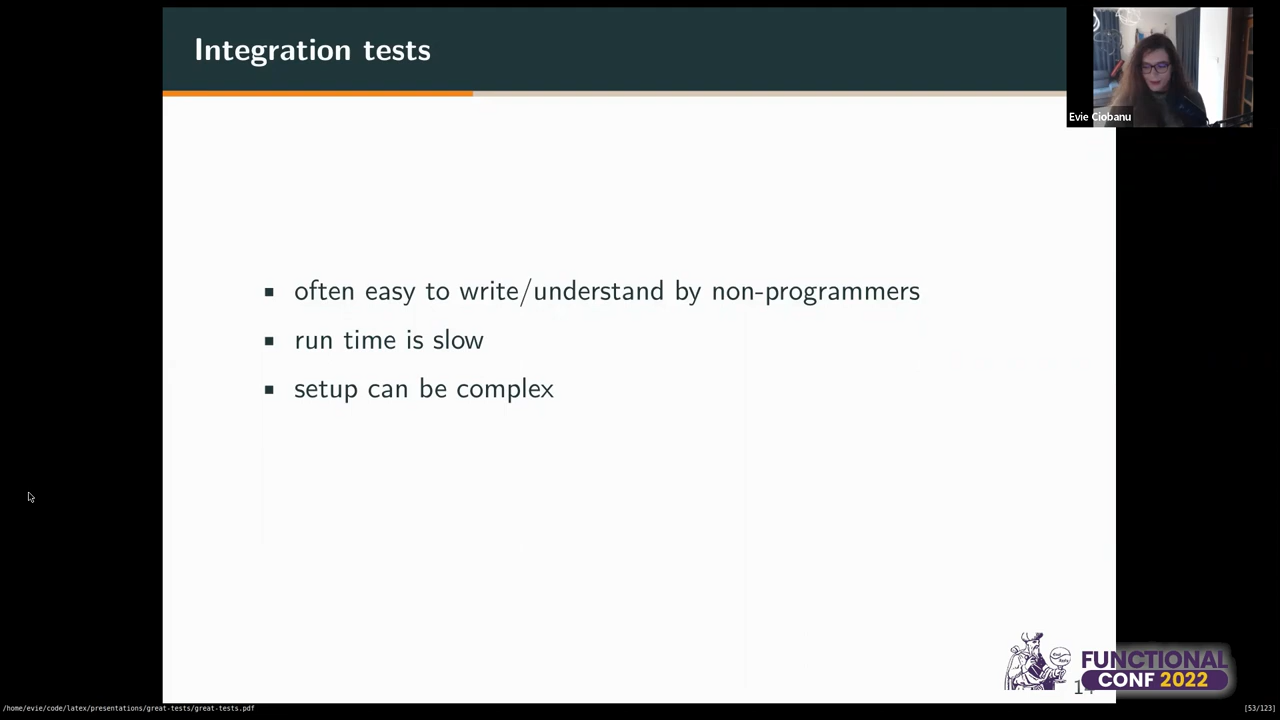 Integration tests
Evie Ciobanu
often easy to write/understand by non-programmers
run time is slow
setup can be complex
FUNCTIONAL
CONF 2022
/home/evie/code/latex/presentations/great-tests/great-tests.pdf
[53/123]